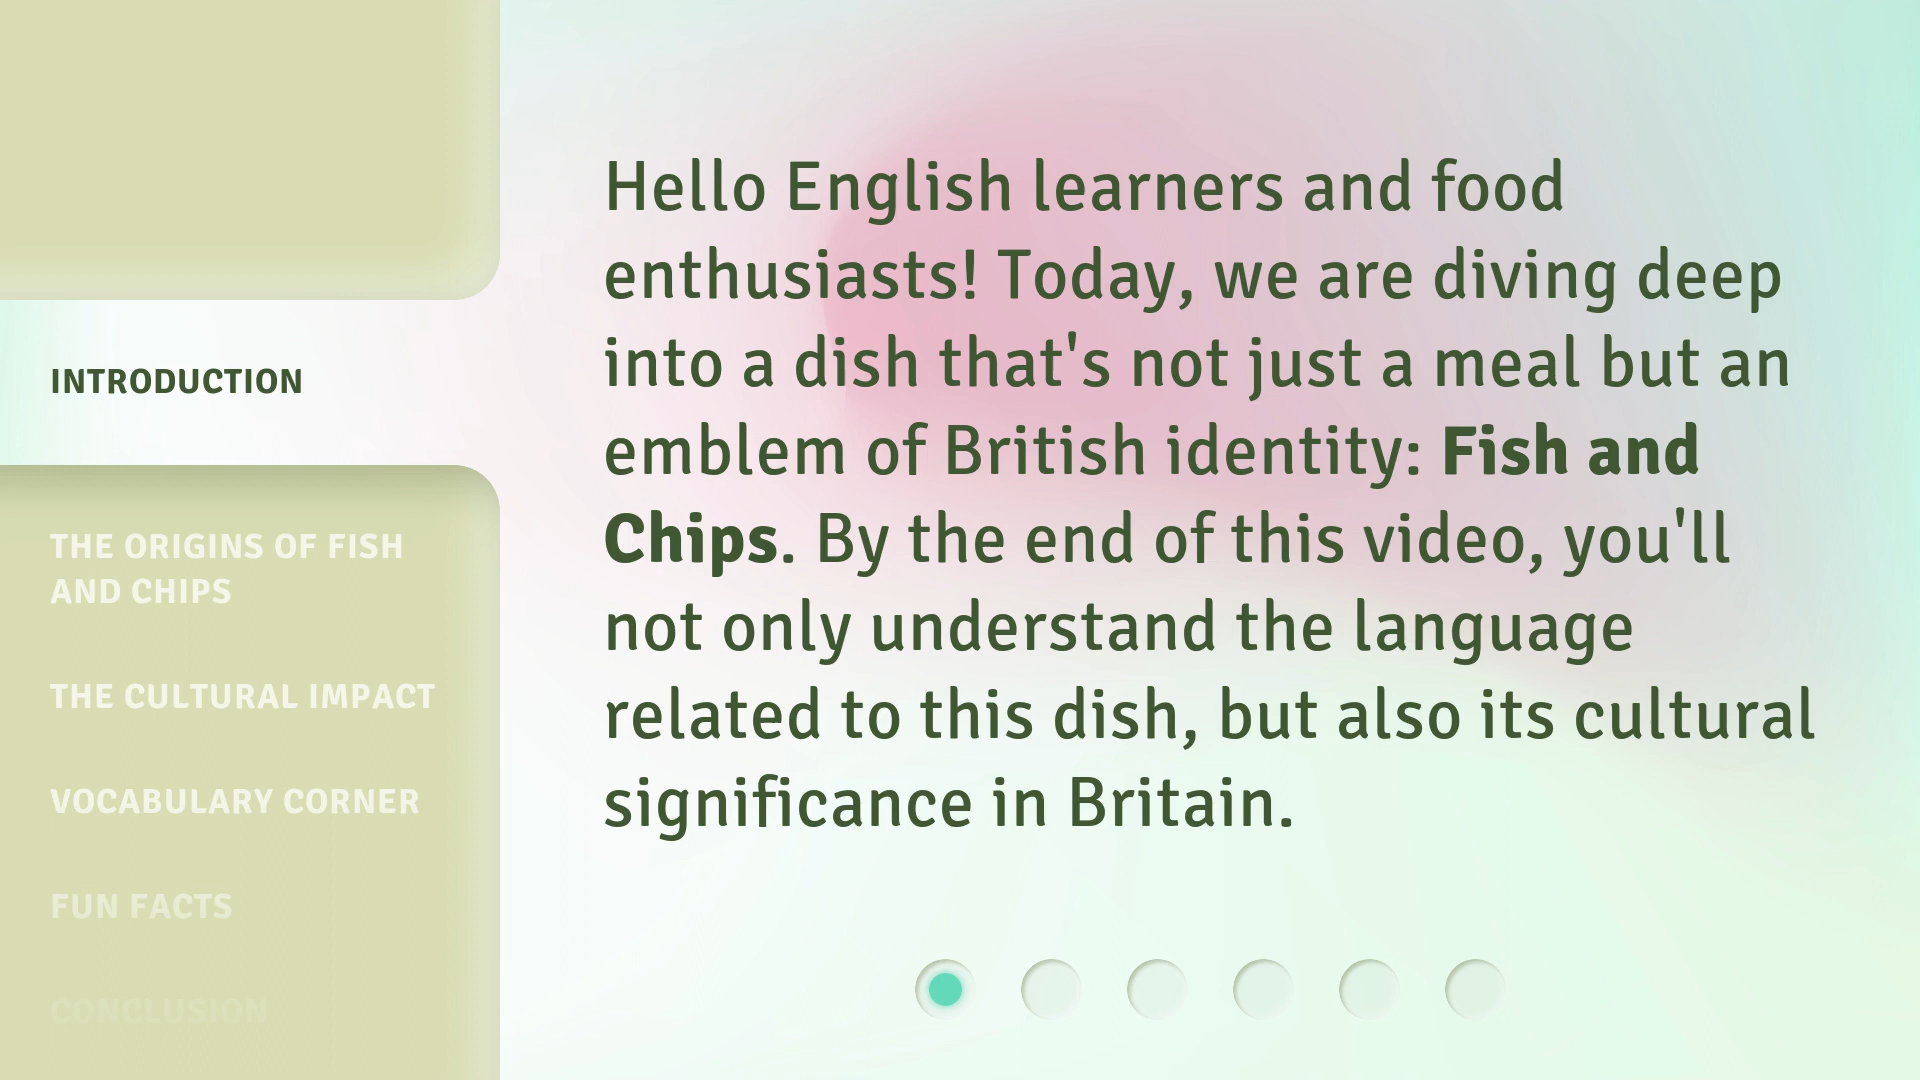 INTRODUCTION
THE ORIGINS OF FISH
AND CHIPS
THE CULTURAL IMPACT
VOCABULARY CORNER
FUN FACTS
CONCLUSION
Hello English learners and food
enthusiasts! Today, we are diving deep
into a dish that's not just a meal but an
emblem of British identity: Fish and
Chips. By the end of this video, you'll
not only understand the language
related to this dish, but also its cultural
significance in Britain.